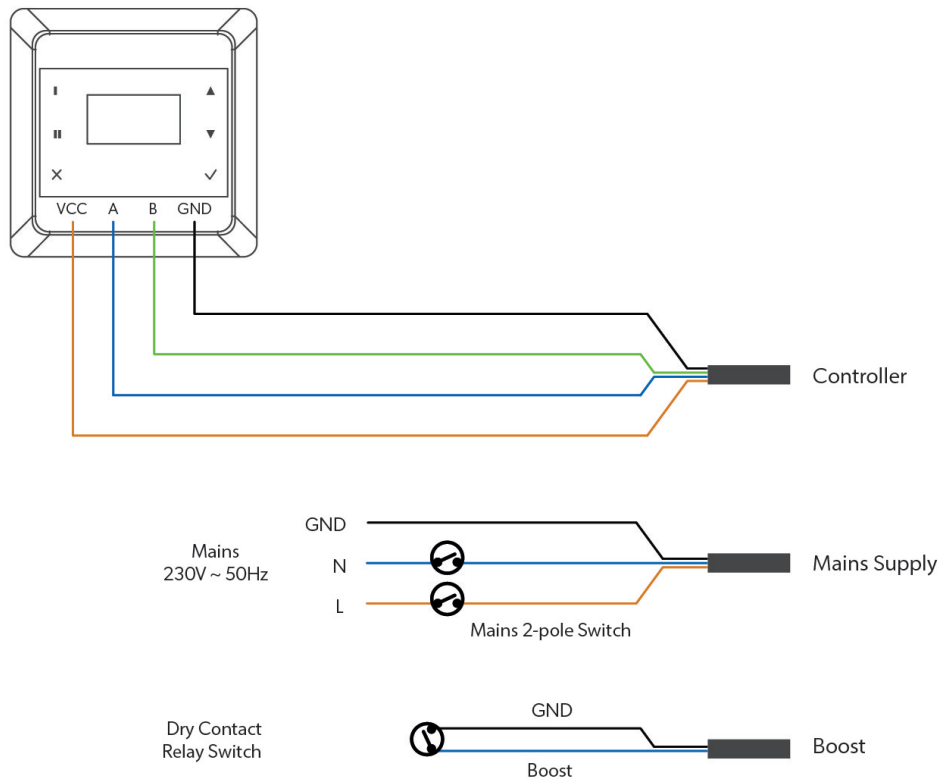 VCC A B GND
Controller
GND
Mains
230V ~ 50Hz
N
Mains Supply
L
Mains 2-pole Switch
GND
Dry Contact
Relay Switch
Boost
Boost